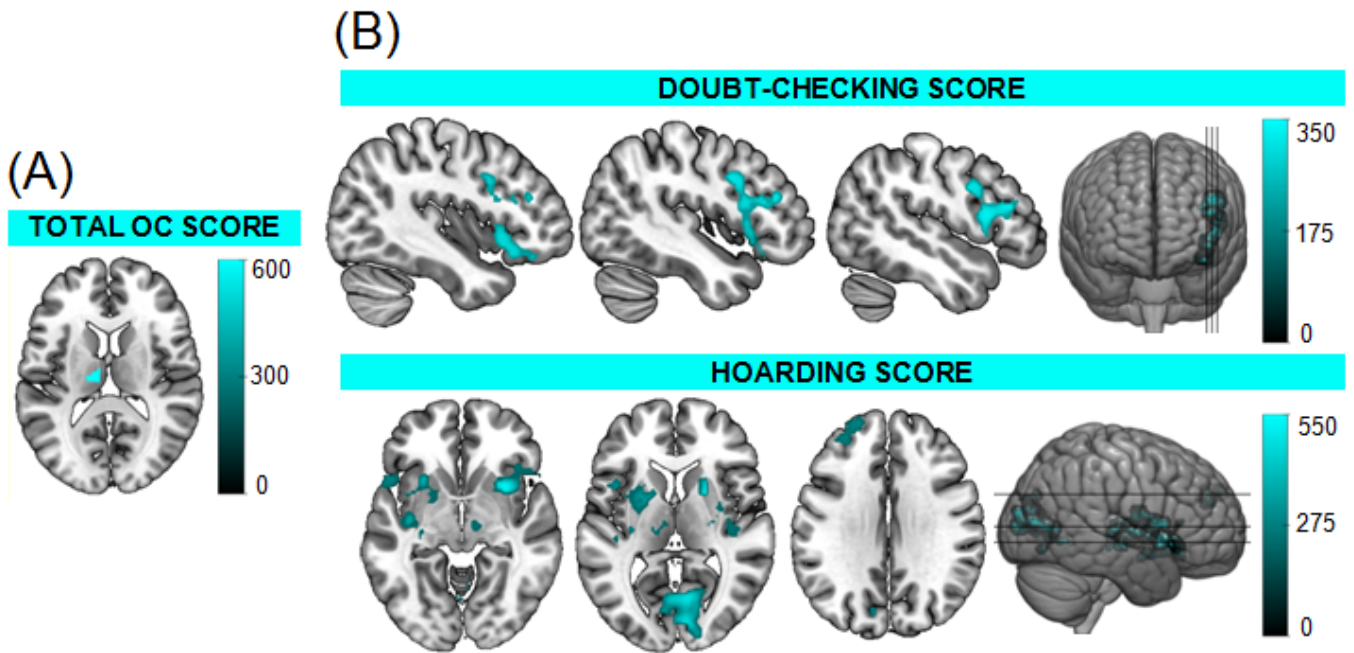 (A)
TOTAL OC SCORE
600
300
0
(B)
DOUBT-CHECKING SCORE
350
175
0
HOARDING SCORE
550
275
0